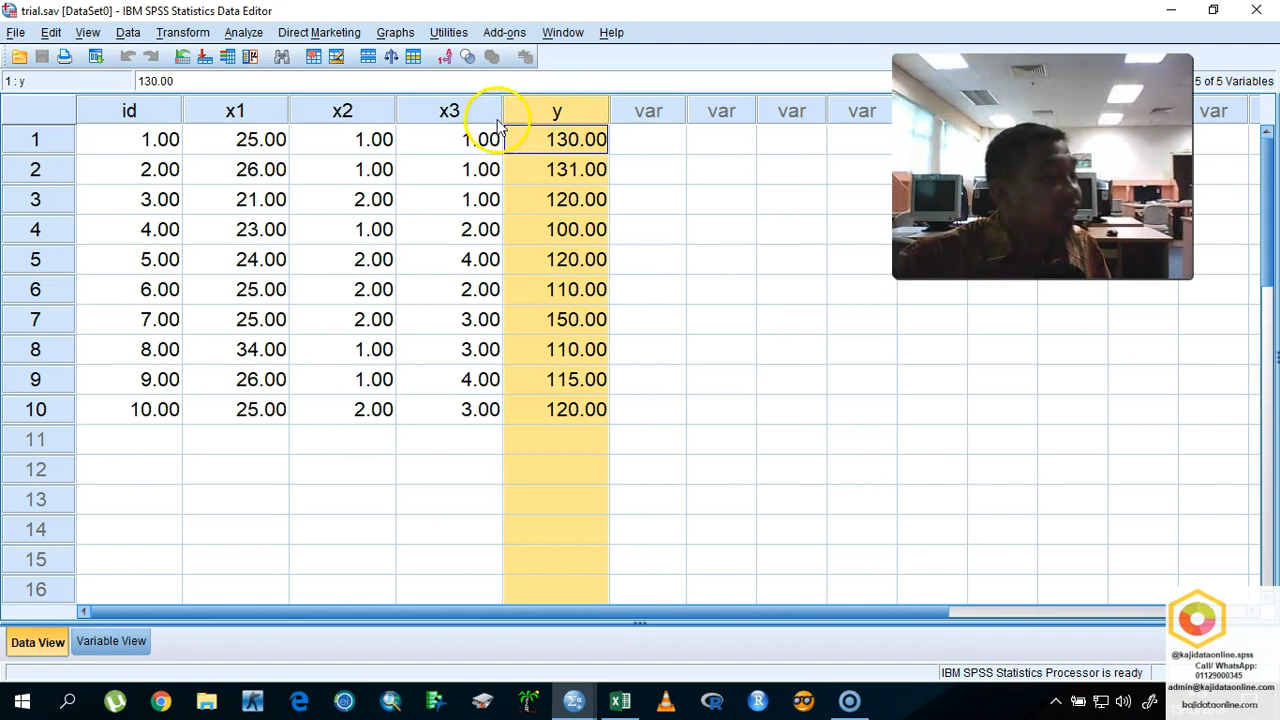 trial.sav [DataSet0] - IBM SPSS Statistics Data Editor
File Edit View Data Transform Analyze Direct Marketing Graphs Utilities Add-ons Window Help
1 : y 130.00 5 of 5 Variables
id x1 x2 x3 y var var var var var
1 1.00 25.00 1.00 1.00 130.00
2 2.00 26.00 1.00 1.00 131.00
3 3.00 21.00 2.00 1.00 120.00
4 4.00 23.00 1.00 2.00 100.00
5 5.00 24.00 2.00 4.00 120.00
6 6.00 25.00 2.00 2.00 110.00
7 7.00 25.00 2.00 3.00 150.00
8 8.00 34.00 1.00 3.00 110.00
9 9.00 26.00 1.00 4.00 115.00
10 10.00 25.00 2.00 3.00 120.00
11
12
13
14
15
16
Data View Variable View
IBM SPSS Statistics Processor is ready
@kajidataonline.spss
Call/ WhatsApp:
01129000345
admin@kajidataonline.com
kajidataonline.com